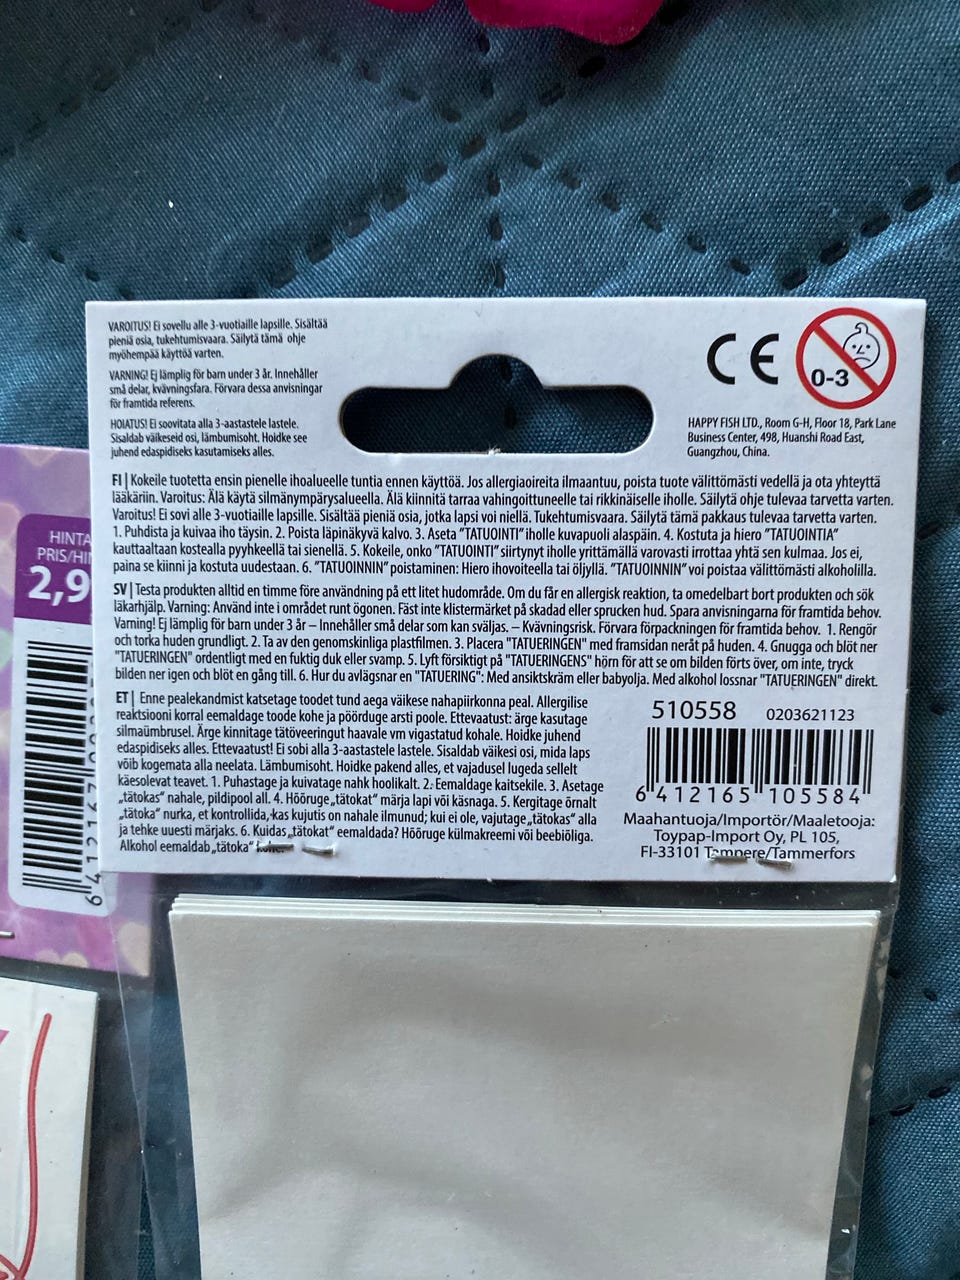 VAROITUS! Ei sovellu alle 3-vuotiaille lapsille. Sisältää
pieniä osia, tukehtumisvaara. Säilytä tämä ohje
myöhempää käyttöä varten.
VARNING! Ej lämplig för barn under 3 år. Innehåller
små delar, kvävningsfara. Förvara dessa anvisningar
för framtida referens.
HOIATUS! Ei soovitata alla 3-aastastele lastele.
Sisaldab väikeseid osi, lämbumisoht. Hoidke see
juhend edaspidiseks kasutamiseks alles.
CE
0-3
HAPPY FISH LTD., Room G-H, Floor 18, Park Lane
Business Center, 498, Huanshi Road East,
Guangzhou, China.
FI | Kokeile tuotetta ensin pienelle ihoalueelle tuntia ennen käyttöä. Jos allergiaoireita ilmaantuu, poista tuote välittömästi vedellä ja ota yhteyttä
lääkäriin. Varoitus: Älä käytä silmänympärysalueella. Älä kiinnitä tarraa vahingoittuneelle tai rikkinäiselle iholle. Säilytä ohje tulevaa tarvetta varten.
Varoitus! Ei sovi alle 3-vuotiaille lapsille. Sisältää pieniä osia, jotka lapsi voi niellä. Tukehtumisvaara. Säilytä tämä pakkaus tulevaa tarvetta varten.
1. Puhdista ja kuivaa iho täysin. 2. Poista läpinäkyvä kalvo. 3. Aseta "TATUOINTI" iholle kuvapuoli alaspäin. 4. Kostuta ja hiero "TATUOINTIA"
kauttaaltaan kostealla pyyhkeellä tai sienellä. 5. Kokeile, onko "TATUOINTI" siirtynyt iholle yrittämällä varovasti irrottaa yhtä sen kulmaa. Jos ei,
paina se kiinni ja kostuta uudestaan. 6. "TATUOINNIN" poistaminen: Hiero ihovoiteella tai öljyllä. "TATUOINNIN" voi poistaa välittömästi alkoholilla.
SV | Testa produkten alltid en timme före användning på ett litet hudområde. Om du får en allergisk reaktion, ta omedelbart bort produkten och sök
läkarhjälp. Varning: Använd inte i området runt ögonen. Fäst inte klistermärket på skadad eller sprucken hud. Spara anvisningarna för framtida behov.
Varning! Ej lämplig för barn under 3 år – Innehåller små delar som kan sväljas. – Kvävningsrisk. Förvara förpackningen för framtida behov. 1. Rengör
och torka huden grundligt. 2. Ta av den genomskinliga plastfilmen. 3. Placera "TATUERINGEN" med framsidan neråt på huden. 4. Gnugga och blöt ner
"TATUERINGEN" ordentligt med en fuktig duk eller svamp. 5. Lyft försiktigt på "TATUERINGENS" hörn för att se om bilden förts över, om inte, tryck
bilden ner igen och blöt en gång till. 6. Hur du avlägsnar en "TATUERING": Med ansiktskräm eller babyolja. Med alkohol lossnar "TATUERINGEN" direkt.
ET | Enne pealekandmist katsetage toodet tund aega väikese nahapiirkonna peal. Allergilise
reaktsiooni korral eemaldage toode kohe ja pöörduge arsti poole. Ettevaatust: ärge kasutage
silmaümbrusel. Ärge kinnitage tätoveeringut haavale vm vigastatud kohale. Hoidke juhend
edaspidiseks alles. Ettevaatust! Ei sobi alla 3-aastastele lastele. Sisaldab väikesi osi, mida laps
võib kogemata alla neelata. Lämbumisoht. Hoidke pakend alles, et vajadusel lugeda sellelt
käesolevat teavet. 1. Puhastage ja kuivatage nahk hoolikalt. 2. Eemaldage kaitsekile. 3. Asetage
„tätokas" nahale, pildipool all. 4. Hõõruge „tätokat" märja lapi või käsnaga. 5. Kergitage õrnalt
„tätoka" nurka, et kontrollida, kas kujutis on nahale ilmunud; kui ei ole, vajutage „tätokas" alla
ja tehke uuesti märjaks. 6. Kuidas „tätokat" eemaldada? Hõõruge külmakreemi või beebiõliga.
Alkohol eemaldab „tätoka" kohe.
510558 0203621123
6 412165 105584
Maahantuoja/Importör/Maaletooja:
Toypap-Import Oy, PL 105,
FI-33101 Tampere/Tammerfors
HINTA
PRIS/HI
2,9
6 412167